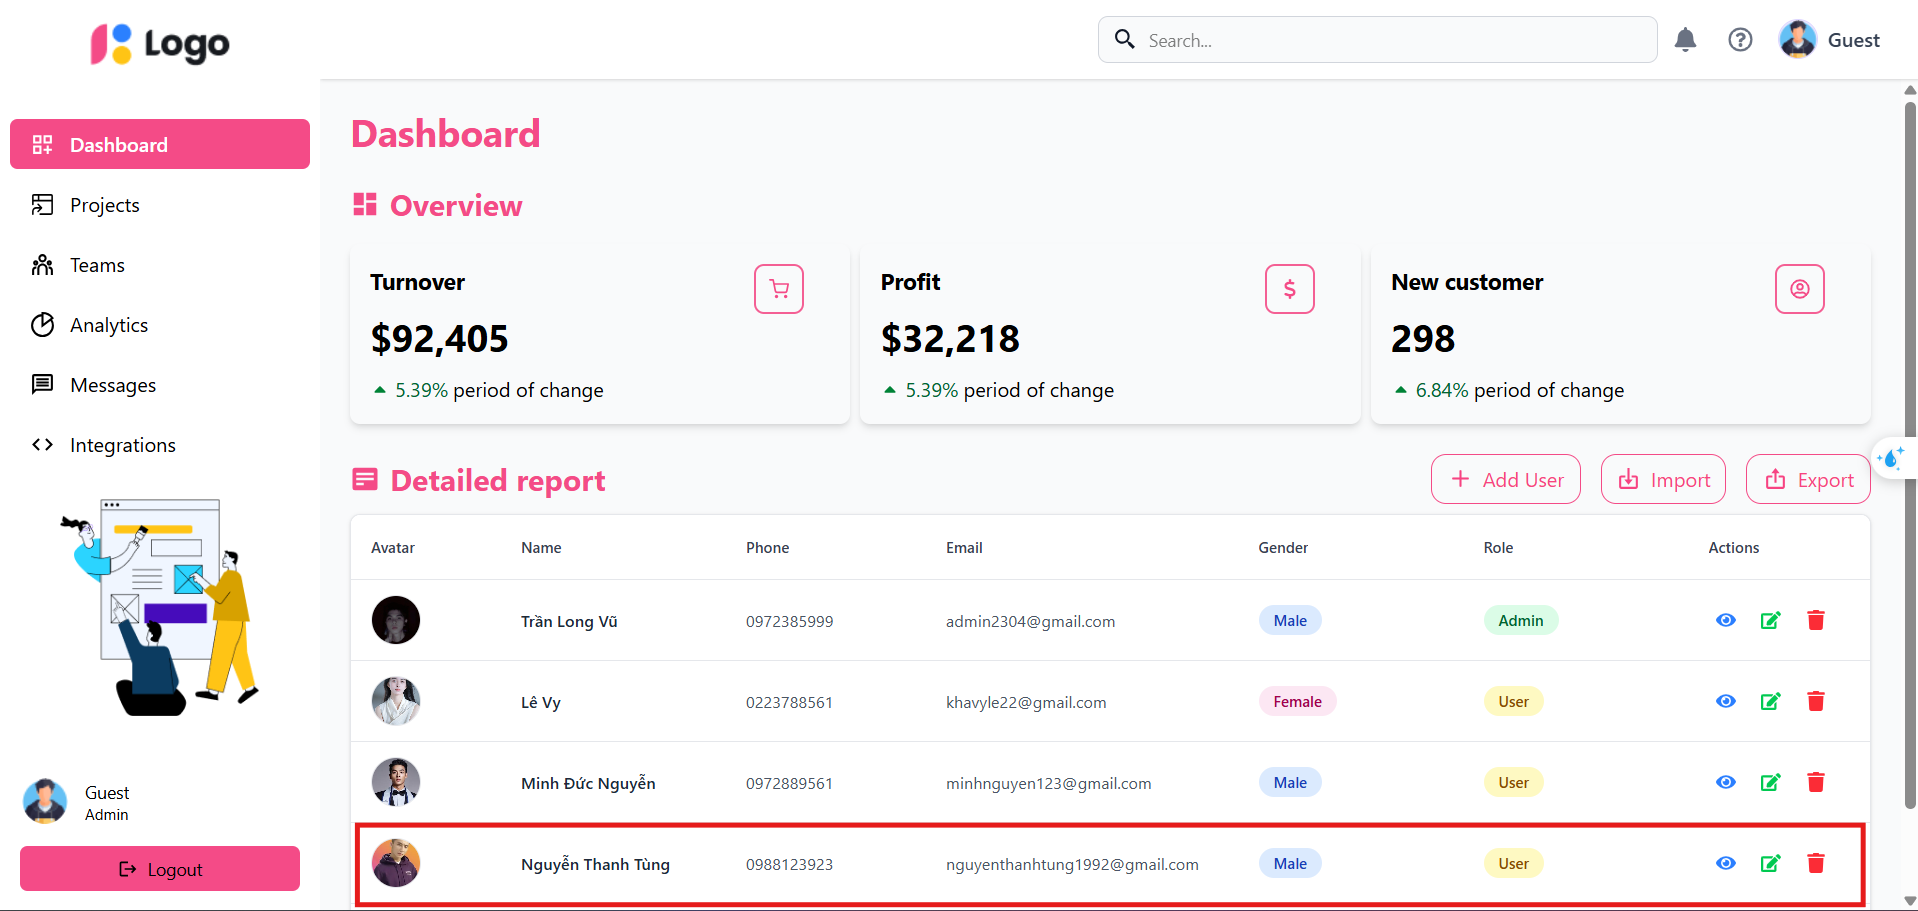 Logo
Search...
Guest
Dashboard
Projects
Teams
Analytics
Messages
Integrations
Guest
Admin
Logout
Dashboard
Overview
Turnover
$92,405
5.39% period of change
Profit
$32,218
5.39% period of change
New customer
298
6.84% period of change
Detailed report
Add User
Import
Export
Avatar Name Phone Email Gender Role Actions
Trần Long Vũ 0972385999 admin2304@gmail.com Male Admin
Lê Vy 0223788561 khavyle22@gmail.com Female User
Minh Đức Nguyễn 0972889561 minhnguyen123@gmail.com Male User
Nguyễn Thanh Tùng 0988123923 nguyenthanhtung1992@gmail.com Male User